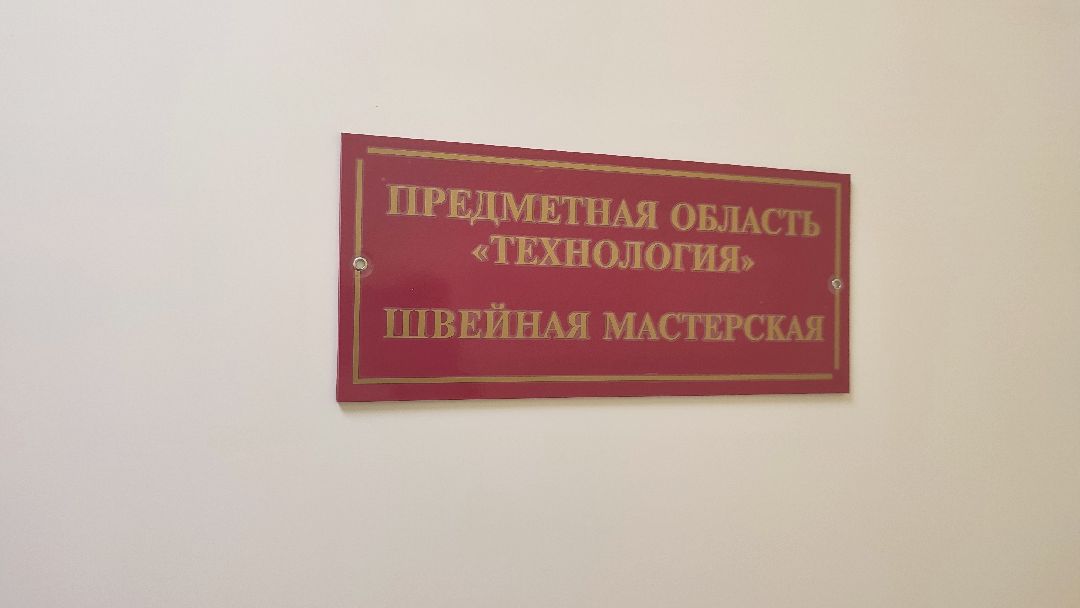 ПРЕДМЕТНАЯ ОБЛАСТЬ
«ТЕХНОЛОГИЯ»
ШВЕЙНАЯ МАСТЕРСКАЯ